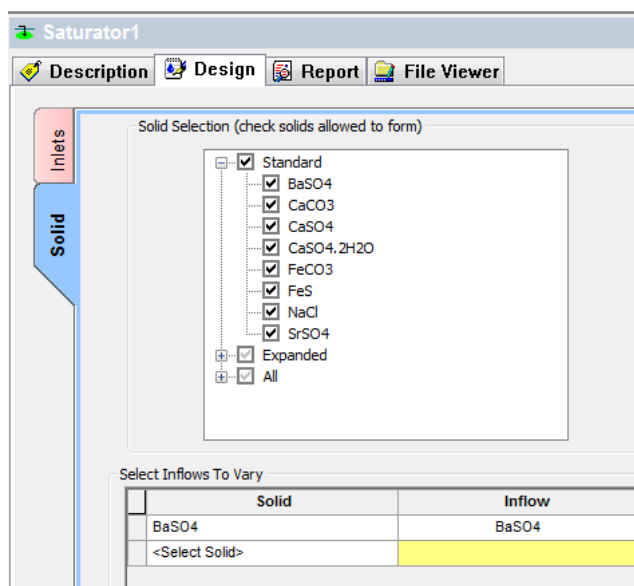 Saturator1
Description Design Report File Viewer
Inlets
Solid
Solid Selection (check solids allowed to form)
Standard
BaSO4
CaCO3
CaSO4
CaSO4.2H2O
FeCO3
FeS
NaCl
SrSO4
Expanded
All
Select Inflows To Vary
Solid Inflow
BaSO4 BaSO4
<Select Solid>